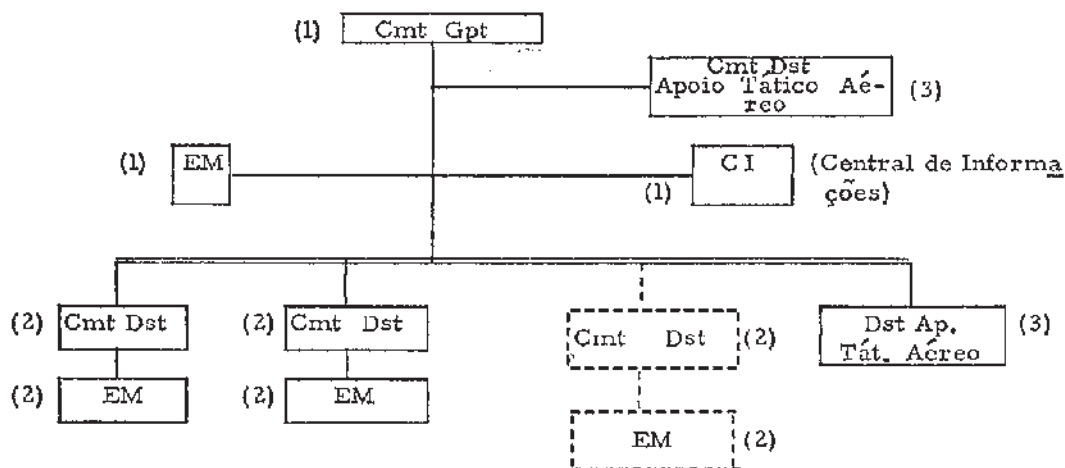 (1) Cmt Gpt
Cmt Dst
Apoio Tático Aé-
reo
(3)
(1) EM
CI
(1)
(Central de Informa
ções)
(2) Cmt Dst
(2) Cmt Dst
Cmt Dst (2)
Dst Ap.
Tát. Aéreo
(3)
(2) EM
(2) EM
EM (2)